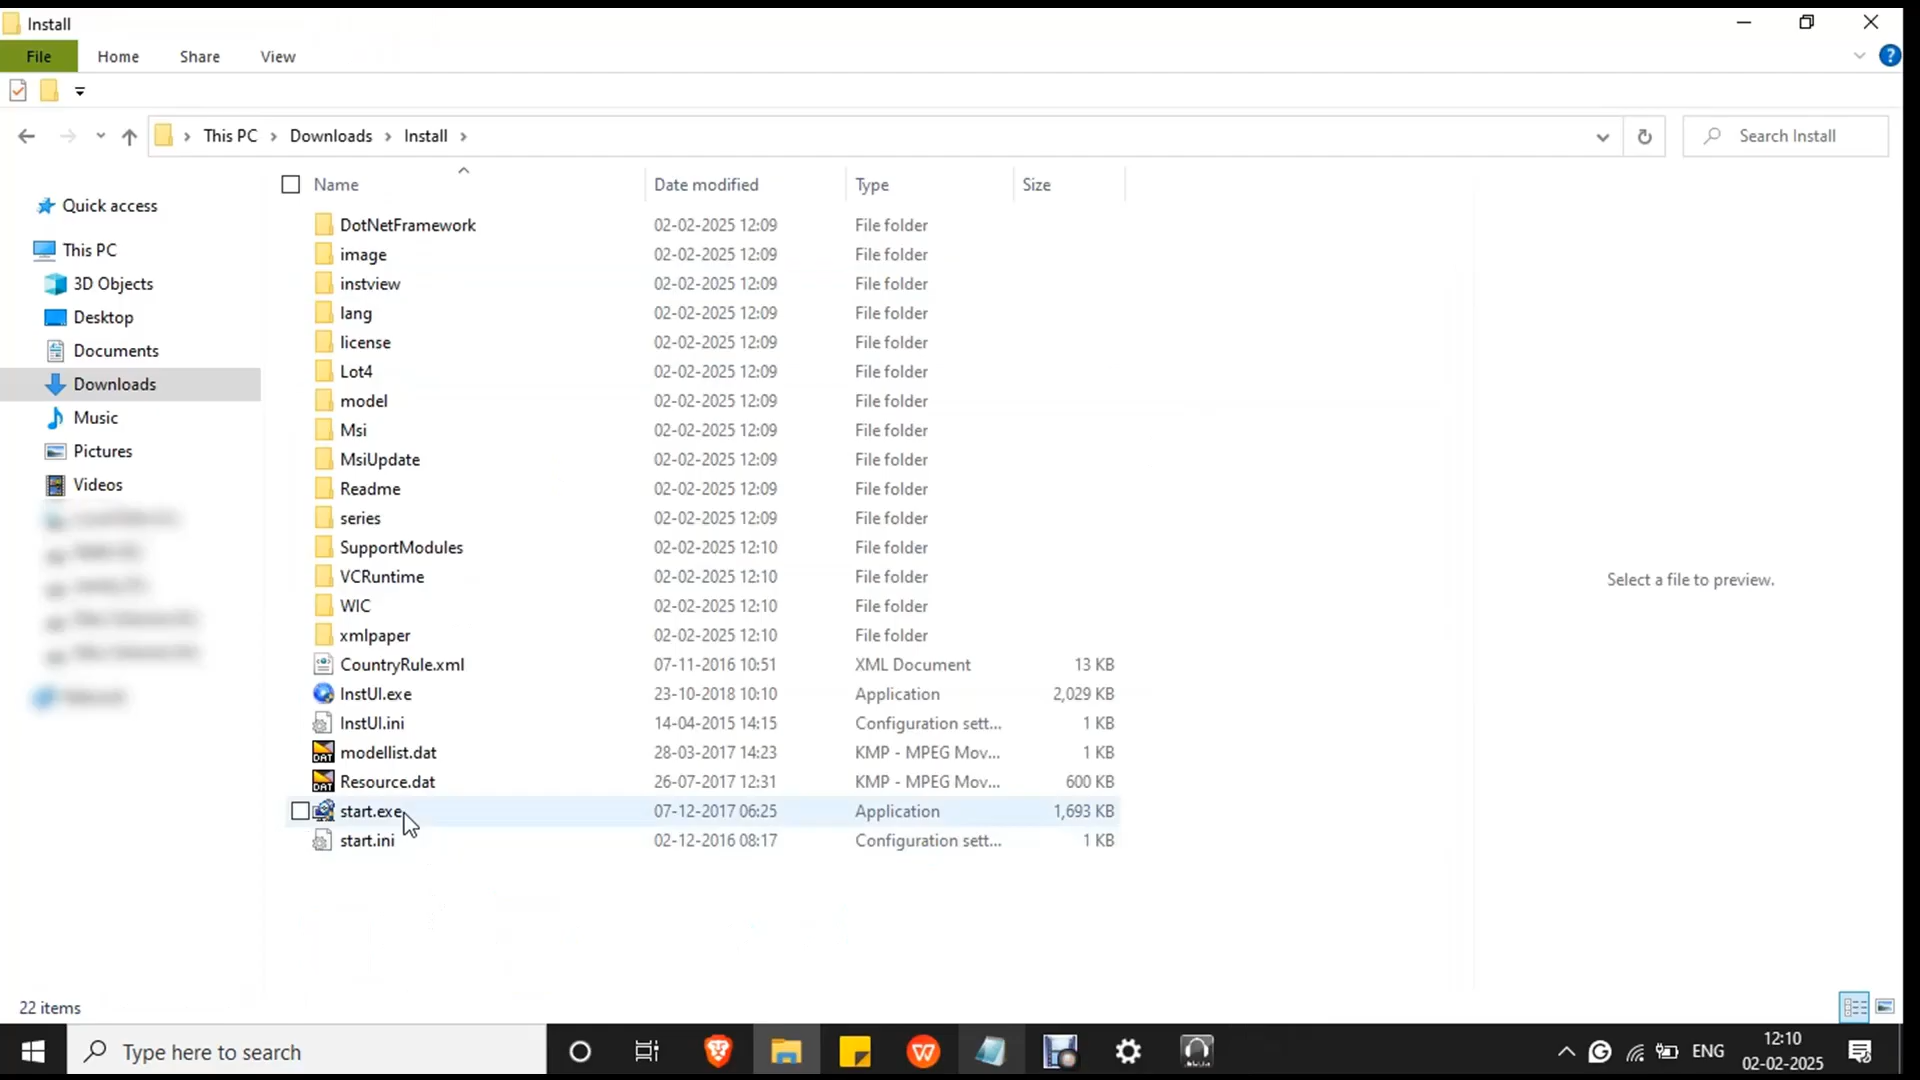 Install
File Home Share View
This PC Downloads Install
Search Install
Name Date modified Type Size
Quick access
This PC
3D Objects
Desktop
Documents
Downloads
Music
Pictures
Videos
DotNetFramework 02-02-2025 12:09 File folder
image 02-02-2025 12:09 File folder
instview 02-02-2025 12:09 File folder
lang 02-02-2025 12:09 File folder
license 02-02-2025 12:09 File folder
Lot4 02-02-2025 12:09 File folder
model 02-02-2025 12:09 File folder
Msi 02-02-2025 12:09 File folder
MsiUpdate 02-02-2025 12:09 File folder
Readme 02-02-2025 12:09 File folder
series 02-02-2025 12:09 File folder
SupportModules 02-02-2025 12:10 File folder
VCRuntime 02-02-2025 12:10 File folder
WIC 02-02-2025 12:10 File folder
xmlpaper 02-02-2025 12:10 File folder
CountryRule.xml 07-11-2016 10:51 XML Document 13 KB
InstUI.exe 23-10-2018 10:10 Application 2,029 KB
InstUI.ini 14-04-2015 14:15 Configuration sett... 1 KB
modellist.dat 28-03-2017 14:23 KMP - MPEG Mov... 1 KB
Resource.dat 26-07-2017 12:31 KMP - MPEG Mov... 600 KB
start.exe 07-12-2017 06:25 Application 1,693 KB
start.ini 02-12-2016 08:17 Configuration sett... 1 KB
Select a file to preview.
22 items
Type here to search
ENG
12:10
02-02-2025